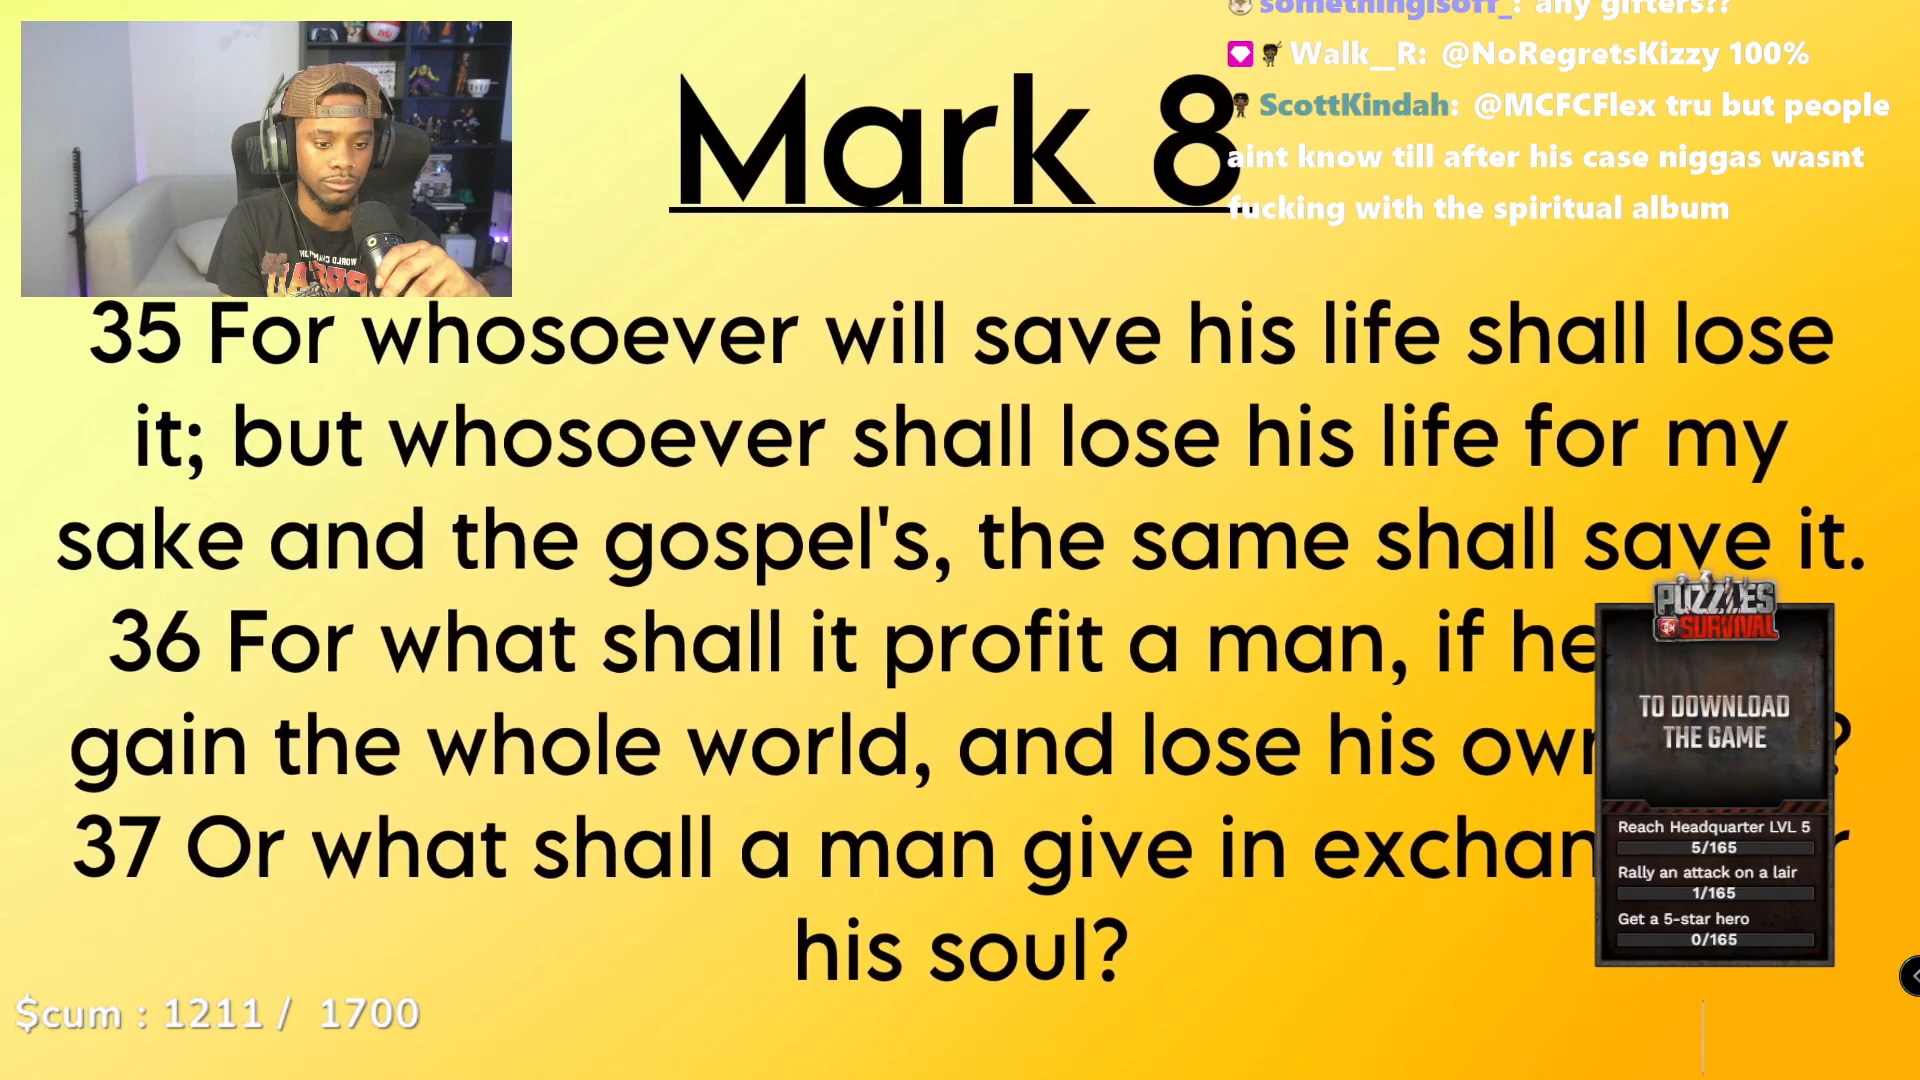 somethingisoff_: any gifters??
Walk__R: @NoRegretsKizzy 100%
ScottKindah: @MCFCFlex tru but people
aint know till after his case niggas wasnt
fucking with the spiritual album
Mark 8
35 For whosoever will save his life shall lose
it; but whosoever shall lose his life for my
sake and the gospel's, the same shall save it.
36 For what shall it profit a man, if he
gain the whole world, and lose his own ?
37 Or what shall a man give in exchan r
his soul?
PUZZLES
SURVIVAL
TO DOWNLOAD
THE GAME
Reach Headquarter LVL 5
5/165
Rally an attack on a lair
1/165
Get a 5-star hero
0/165
$cum : 1211 / 1700